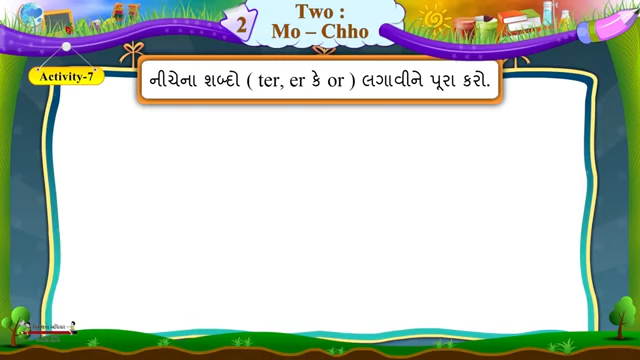 Two :
2
Mo – Chho
Activity-7
નીચેના શબ્દો ( ter, er કે or ) લગાવીને પૂરા કરો.